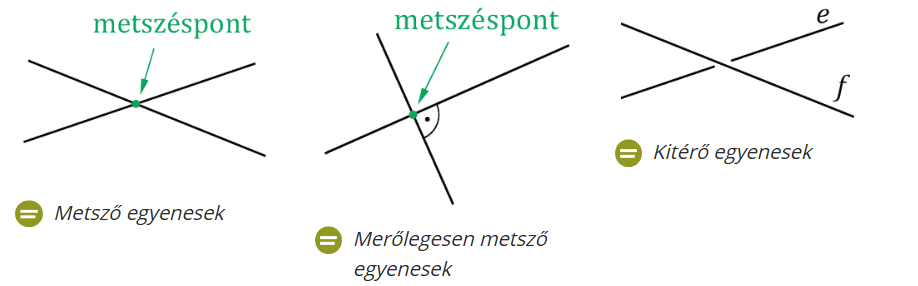 metszéspont
Metsző egyenesek
metszéspont
Merőlegesen metsző
egyenesek
e
f
Kitérő egyenesek